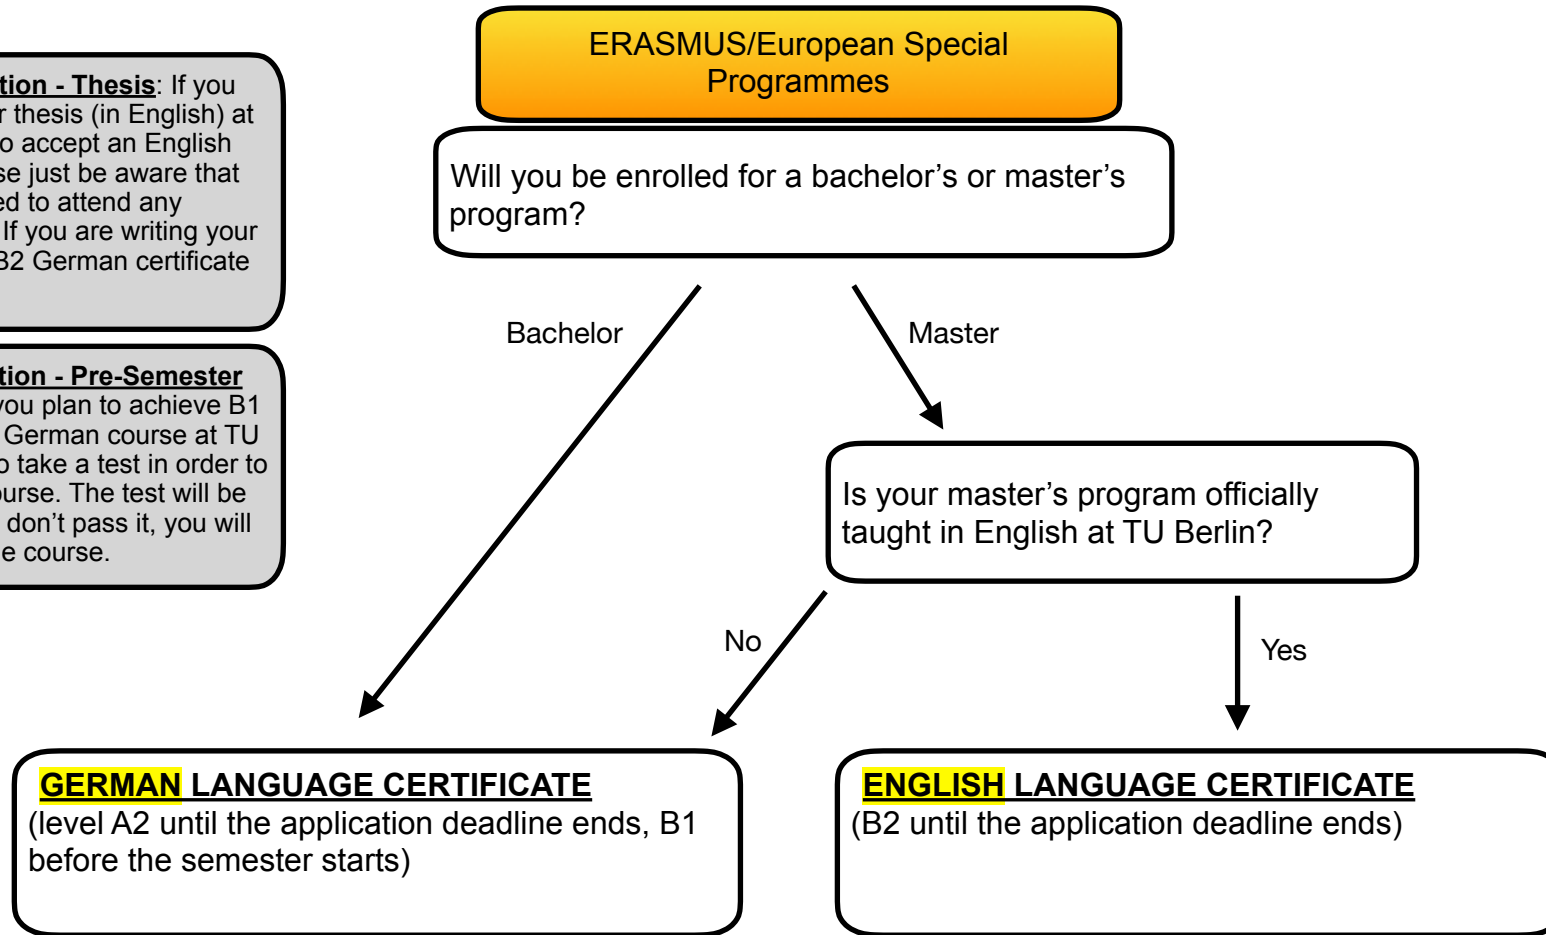 ERASMUS/European Special
Programmes
Will you be enrolled for a bachelor’s or master’s
program?
tion - Thesis: If you
r thesis (in English) at
o accept an English
se just be aware that
ed to attend any
If you are writing your
B2 German certificate
tion - Pre-Semester
you plan to achieve B1
German course at TU
o take a test in order to
ourse. The test will be
don’t pass it, you will
e course.
Bachelor
Master
Is your master’s program officially
taught in English at TU Berlin?
No
Yes
GERMAN LANGUAGE CERTIFICATE
(level A2 until the application deadline ends, B1
before the semester starts)
ENGLISH LANGUAGE CERTIFICATE
(B2 until the application deadline ends)